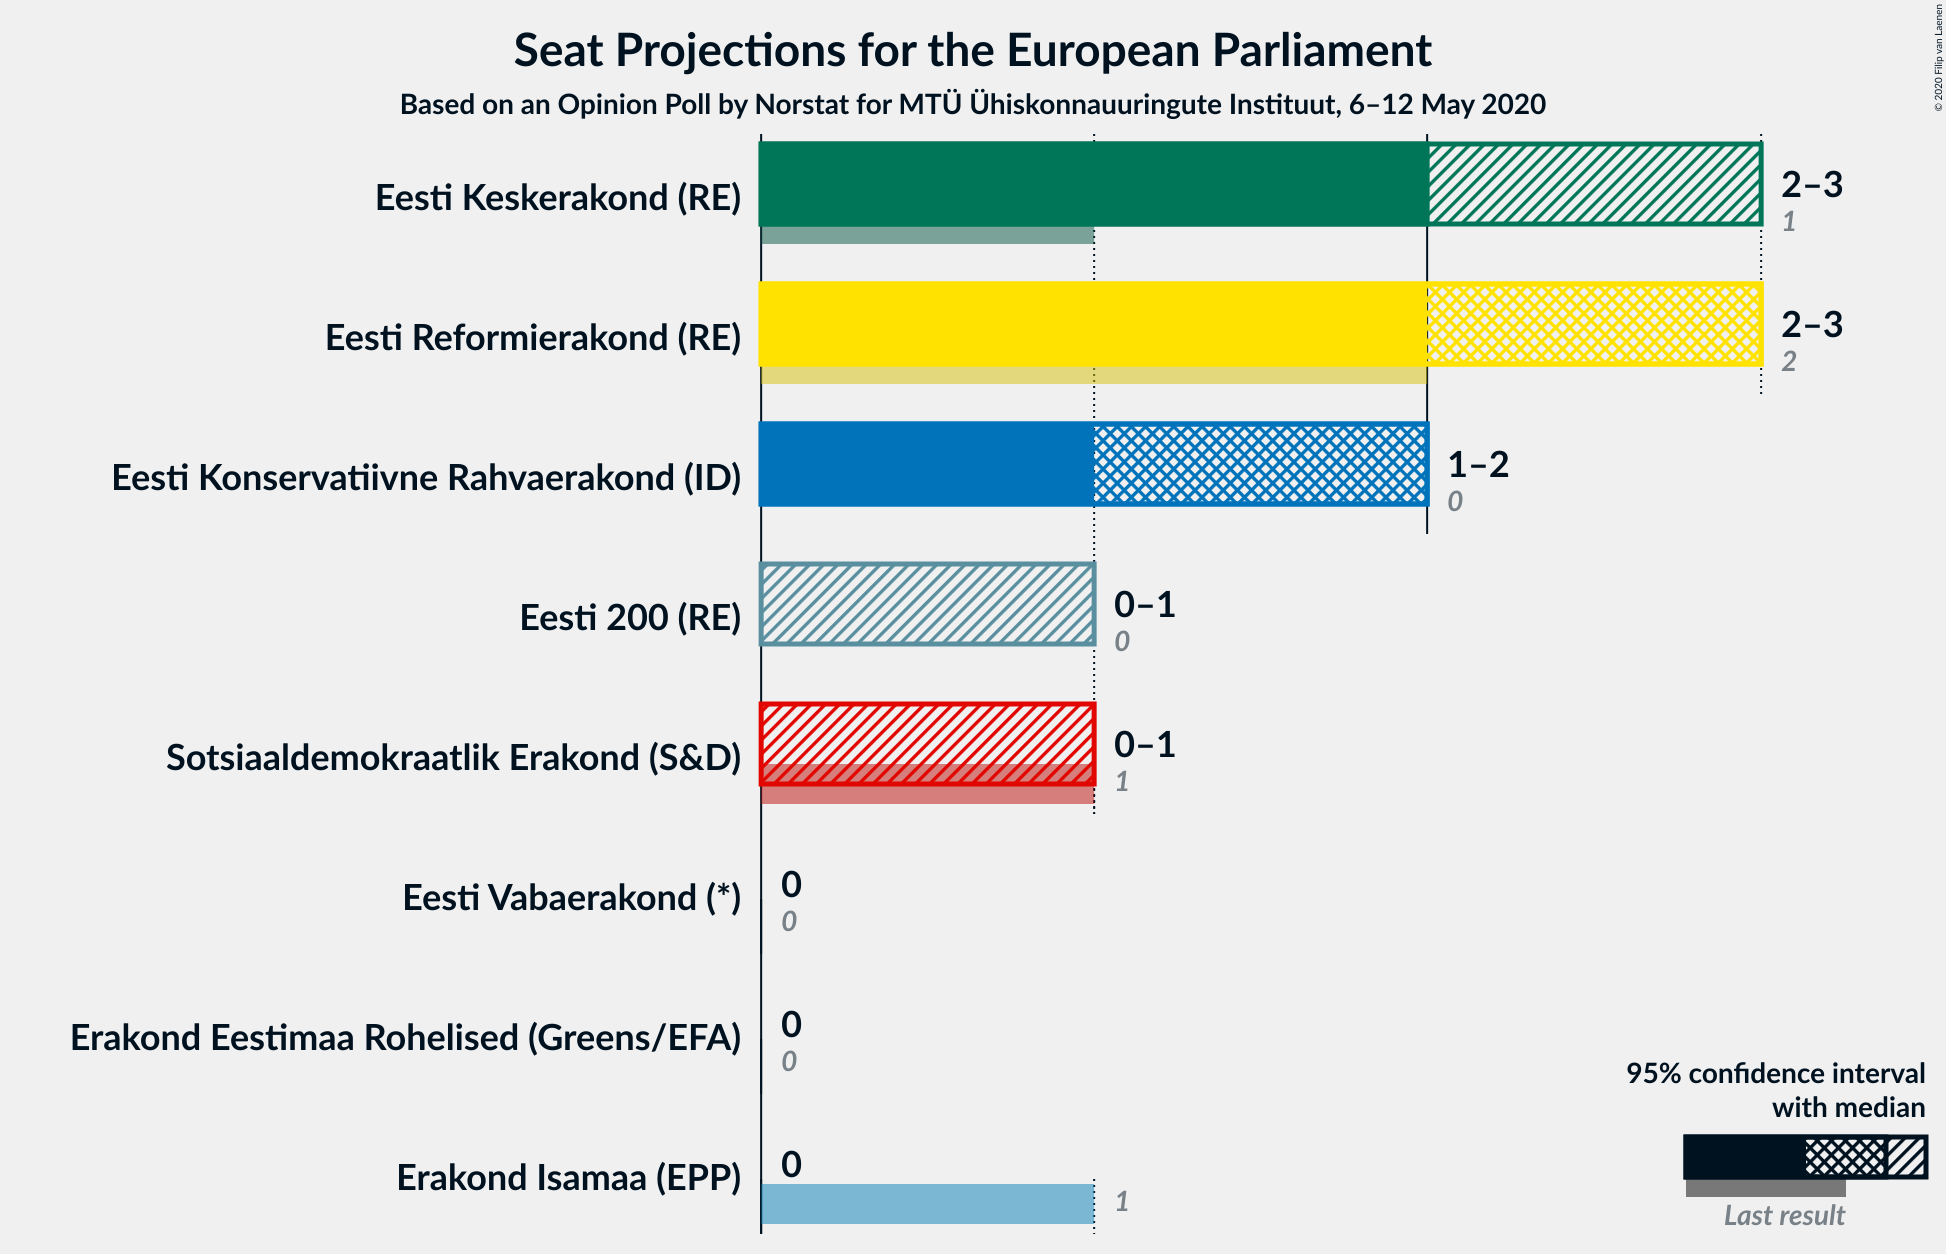 Seat Projections for the European Parliament
Based on an Opinion Poll by Norstat for MTÜ Ühiskonnauuringute Instituut, 6–12 May 2020
© 2020 Filip van Laenen
Eesti Keskerakond (RE)
2–3
1
Eesti Reformierakond (RE)
2–3
2
Eesti Konservatiivne Rahvaerakond (ID)
1–2
0
Eesti 200 (RE)
0–1
0
Sotsiaaldemokraatlik Erakond (S&D)
0–1
1
Eesti Vabaerakond (*)
0
0
Erakond Eestimaa Rohelised (Greens/EFA)
0
0
Erakond Isamaa (EPP)
0
1
95% confidence interval
with median
Last result